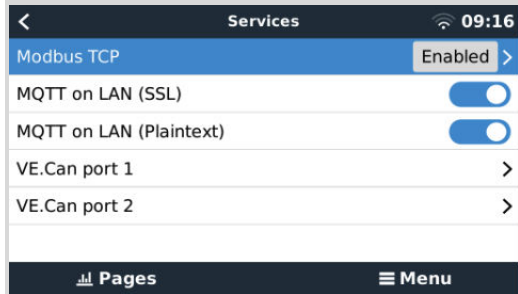 Services 09:16
Modbus TCP Enabled
MQTT on LAN (SSL)
MQTT on LAN (Plaintext)
VE.Can port 1
VE.Can port 2
Pages Menu